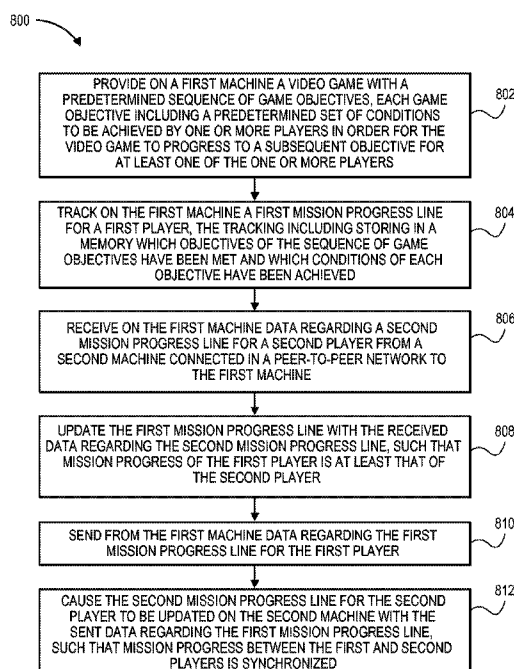 800
PROVIDE ON A FIRST MACHINE A VIDEO GAME WITH A
PREDETERMINED SEQUENCE OF GAME OBJECTIVES, EACH GAME
OBJECTIVE INCLUDING A PREDETERMINED SET OF CONDITIONS
TO BE ACHIEVED BY ONE OR MORE PLAYERS IN ORDER FOR THE
VIDEO GAME TO PROGRESS TO A SUBSEQUENT OBJECTIVE FOR
AT LEAST ONE OF THE ONE OR MORE PLAYERS
802
TRACK ON THE FIRST MACHINE A FIRST MISSION PROGRESS LINE
FOR A FIRST PLAYER, THE TRACKING INCLUDING STORING IN A
MEMORY WHICH OBJECTIVES OF THE SEQUENCE OF GAME
OBJECTIVES HAVE BEEN MET AND WHICH CONDITIONS OF EACH
OBJECTIVE HAVE BEEN ACHIEVED
804
RECEIVE ON THE FIRST MACHINE DATA REGARDING A SECOND
MISSION PROGRESS LINE FOR A SECOND PLAYER FROM A
SECOND MACHINE CONNECTED IN A PEER-TO-PEER NETWORK TO
THE FIRST MACHINE
806
UPDATE THE FIRST MISSION PROGRESS LINE WITH THE RECEIVED
DATA REGARDING THE SECOND MISSION PROGRESS LINE, SUCH THAT
MISSION PROGRESS OF THE FIRST PLAYER IS AT LEAST THAT OF
THE SECOND PLAYER
808
SEND FROM THE FIRST MACHINE DATA REGARDING THE FIRST
MISSION PROGRESS LINE FOR THE FIRST PLAYER
810
CAUSE THE SECOND MISSION PROGRESS LINE FOR THE SECOND
PLAYER TO BE UPDATED ON THE SECOND MACHINE WITH THE
SENT DATA REGARDING THE FIRST MISSION PROGRESS LINE,
SUCH THAT MISSION PROGRESS BETWEEN THE FIRST AND SECOND
PLAYERS IS SYNCHRONIZED
812